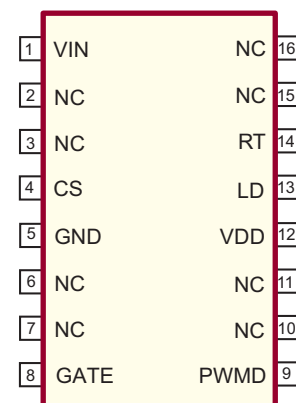 1 VIN NC 16
2 NC NC 15
3 NC RT 14
4 CS LD 13
5 GND VDD 12
6 NC NC 11
7 NC NC 10
8 GATE PWMD 9